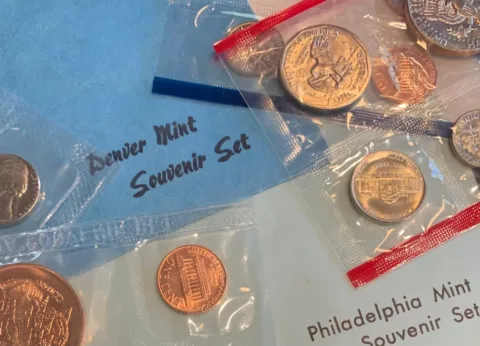 Denver Mint
Souvenir Set
Philadelphia Mint
Souvenir Set